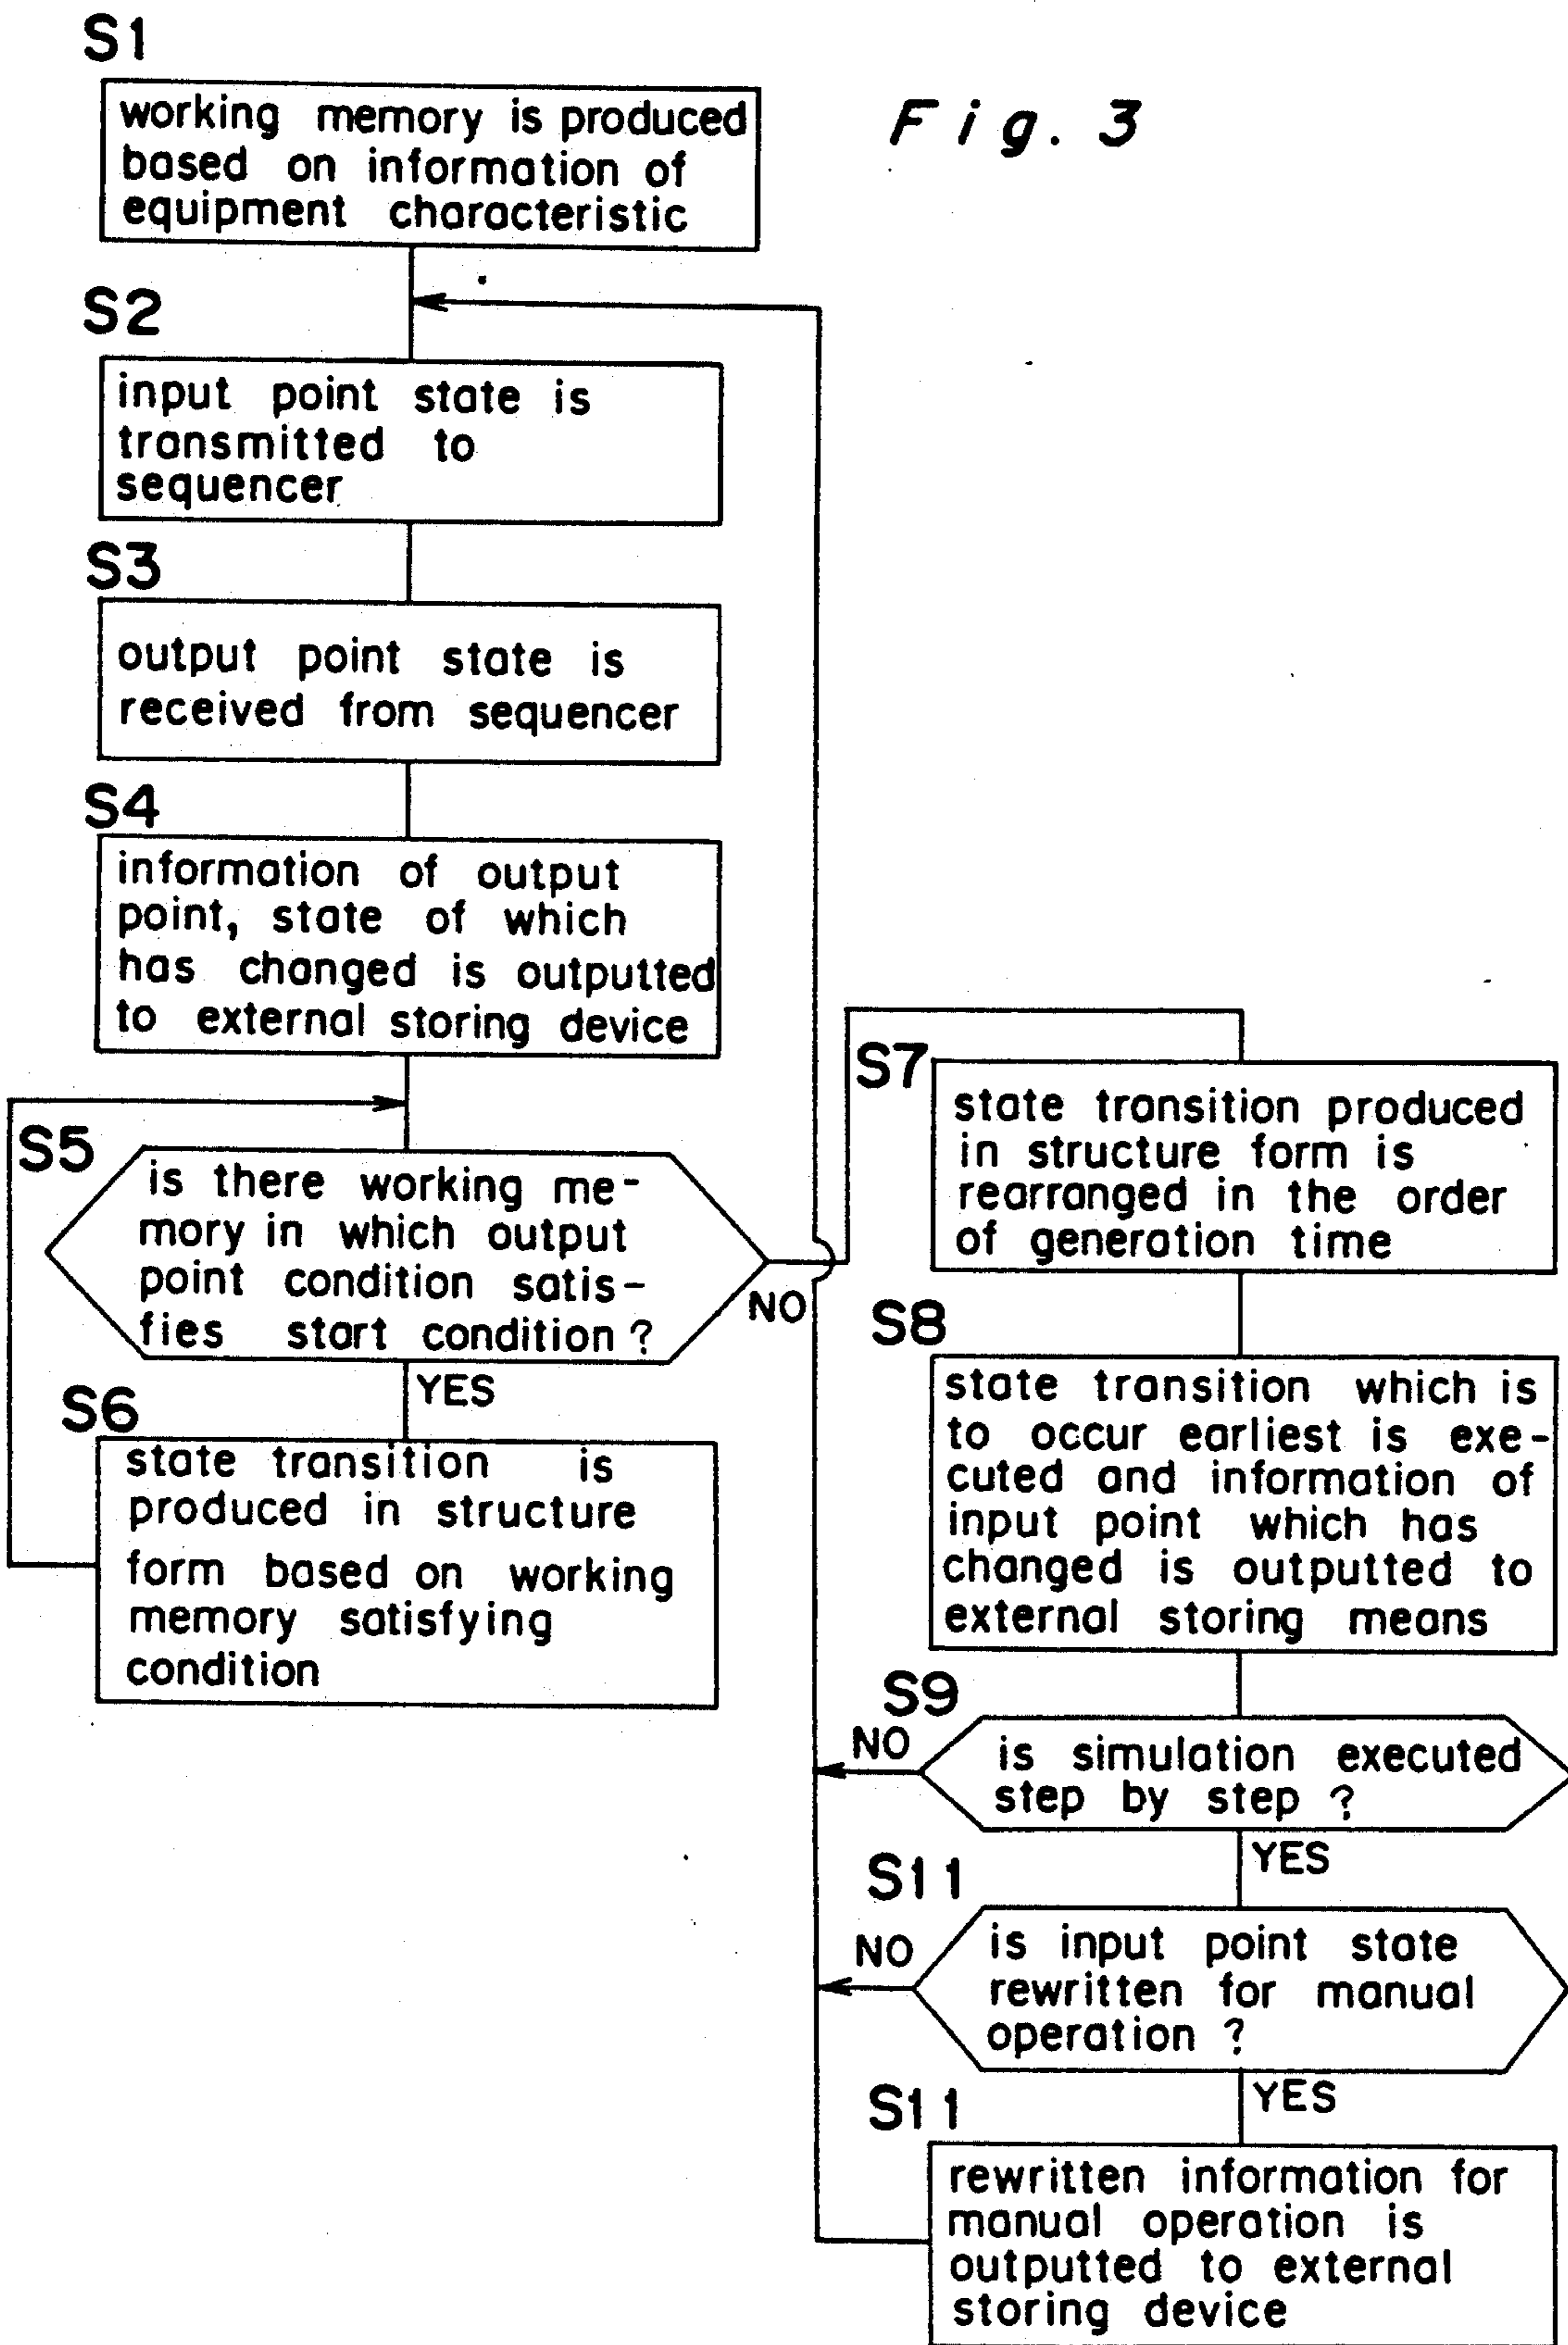 Fig. 3
S1
working memory is produced
based on information of
equipment characteristic
S2
input point state is
transmitted to
sequencer
S3
output point state is
received from sequencer
S4
information of output
point, state of which
has changed is outputted
to external storing device
S5
is there working me-
mory in which output
point condition satis-
fies start condition ?
NO
YES
S6
state transition is
produced in structure
form based on working
memory satisfying
condition
S7
state transition produced
in structure form is
rearranged in the order
of generation time
S8
state transition which is
to occur earliest is exe-
cuted and information of
input point which has
changed is outputted to
external storing means
S9
NO
is simulation executed
step by step ?
YES
S11
NO
is input point state
rewritten for manual
operation ?
YES
S11
rewritten information for
manual operation is
outputted to external
storing device